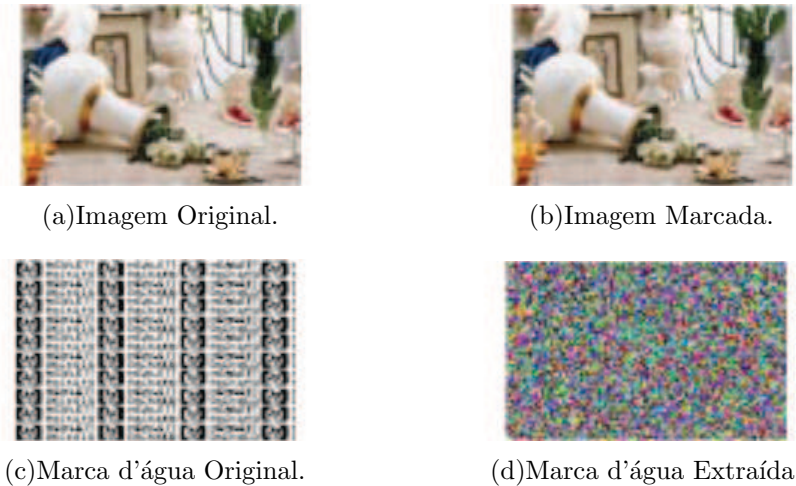 (a)Imagem Original.
(b)Imagem Marcada.
(c)Marca d'água Original.
(d)Marca d'água Extraída